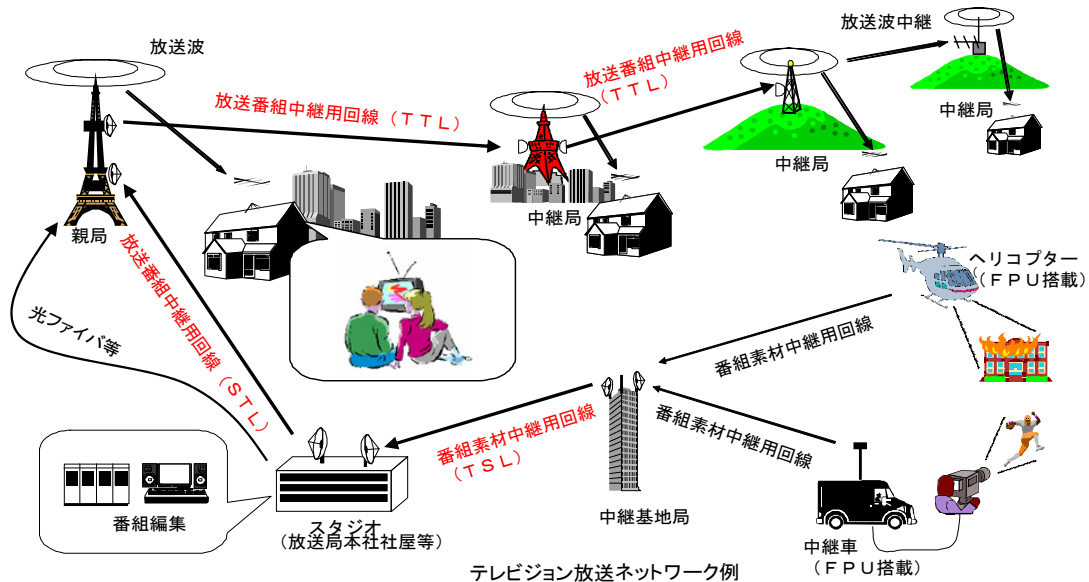 放送波
放送番組中継用回線（ＴＴＬ）
放送番組中継用回線
（ＴＴＬ）
放送波中継
中継局
中継局
中継局
親局
光ファイバ等
放送番組中継用回線（ＳＴＬ）
ヘリコプター
（ＦＰＵ搭載）
番組素材中継用回線
番組素材中継用回線
番組素材中継用回線
（ＴＳＬ）
番組編集
スタジオ
（放送局本社社屋等）
中継基地局
中継車
（ＦＰＵ搭載）
テレビジョン放送ネットワーク例